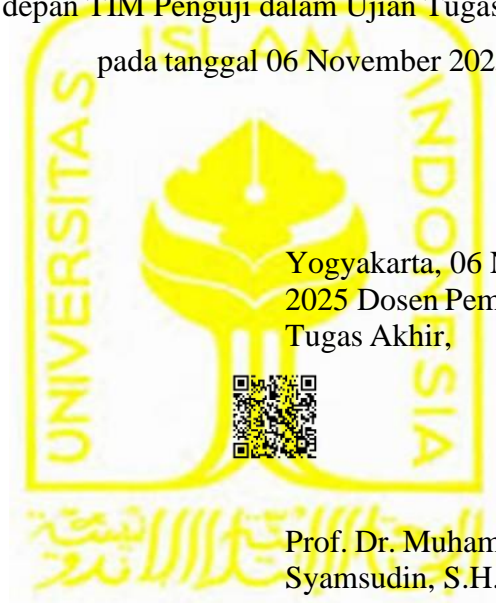 depan TIM Penguji dalam Ujian Tugas
ISLAM
pada tanggal 06 November 202
UNIVERSITAS
INDONESIA
Yogyakarta, 06
2025 Dosen Pem
Tugas Akhir,
Prof. Dr. Muham
Syamsudin, S.H.